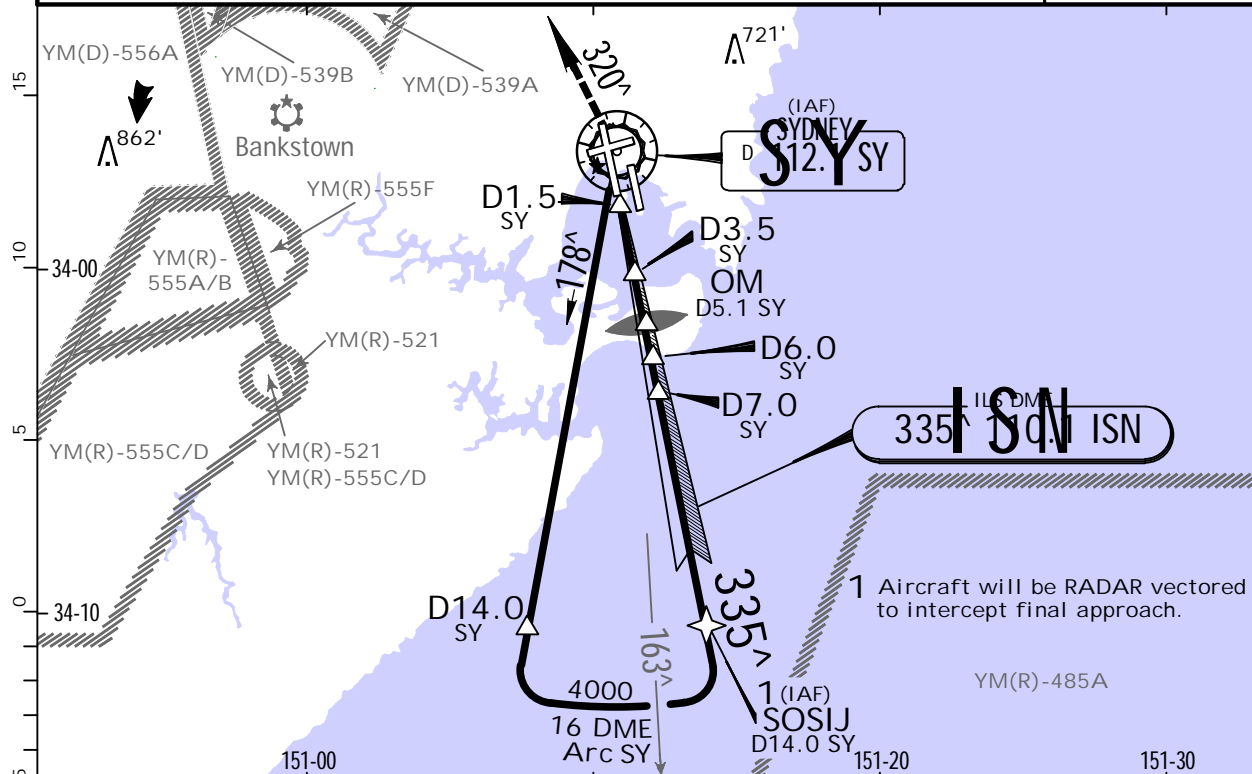 YM(D)-556A
YM(D)-539B
YM(D)-539A
320^
721'
862'
Bankstown
(IAF)
SYDNEY
D 112.1 SY
S Y
YM(R)-555F
D1.5
SY
178^
D3.5
SY
OM
D5.1 SY
D6.0
SY
D7.0
SY
YM(R)-
555A/B
YM(R)-521
YM(R)-555C/D
YM(R)-521
YM(R)-555C/D
ILS DME
335^ 110.1 ISN
I S N
15
10
5
0
5
34-00
34-10
D14.0
SY
335^
163^
1 Aircraft will be RADAR vectored
to intercept final approach.
YM(R)-485A
4000
16 DME
Arc SY
1 (IAF)
SOSIJ
D14.0 SY
151-00
151-20
151-30